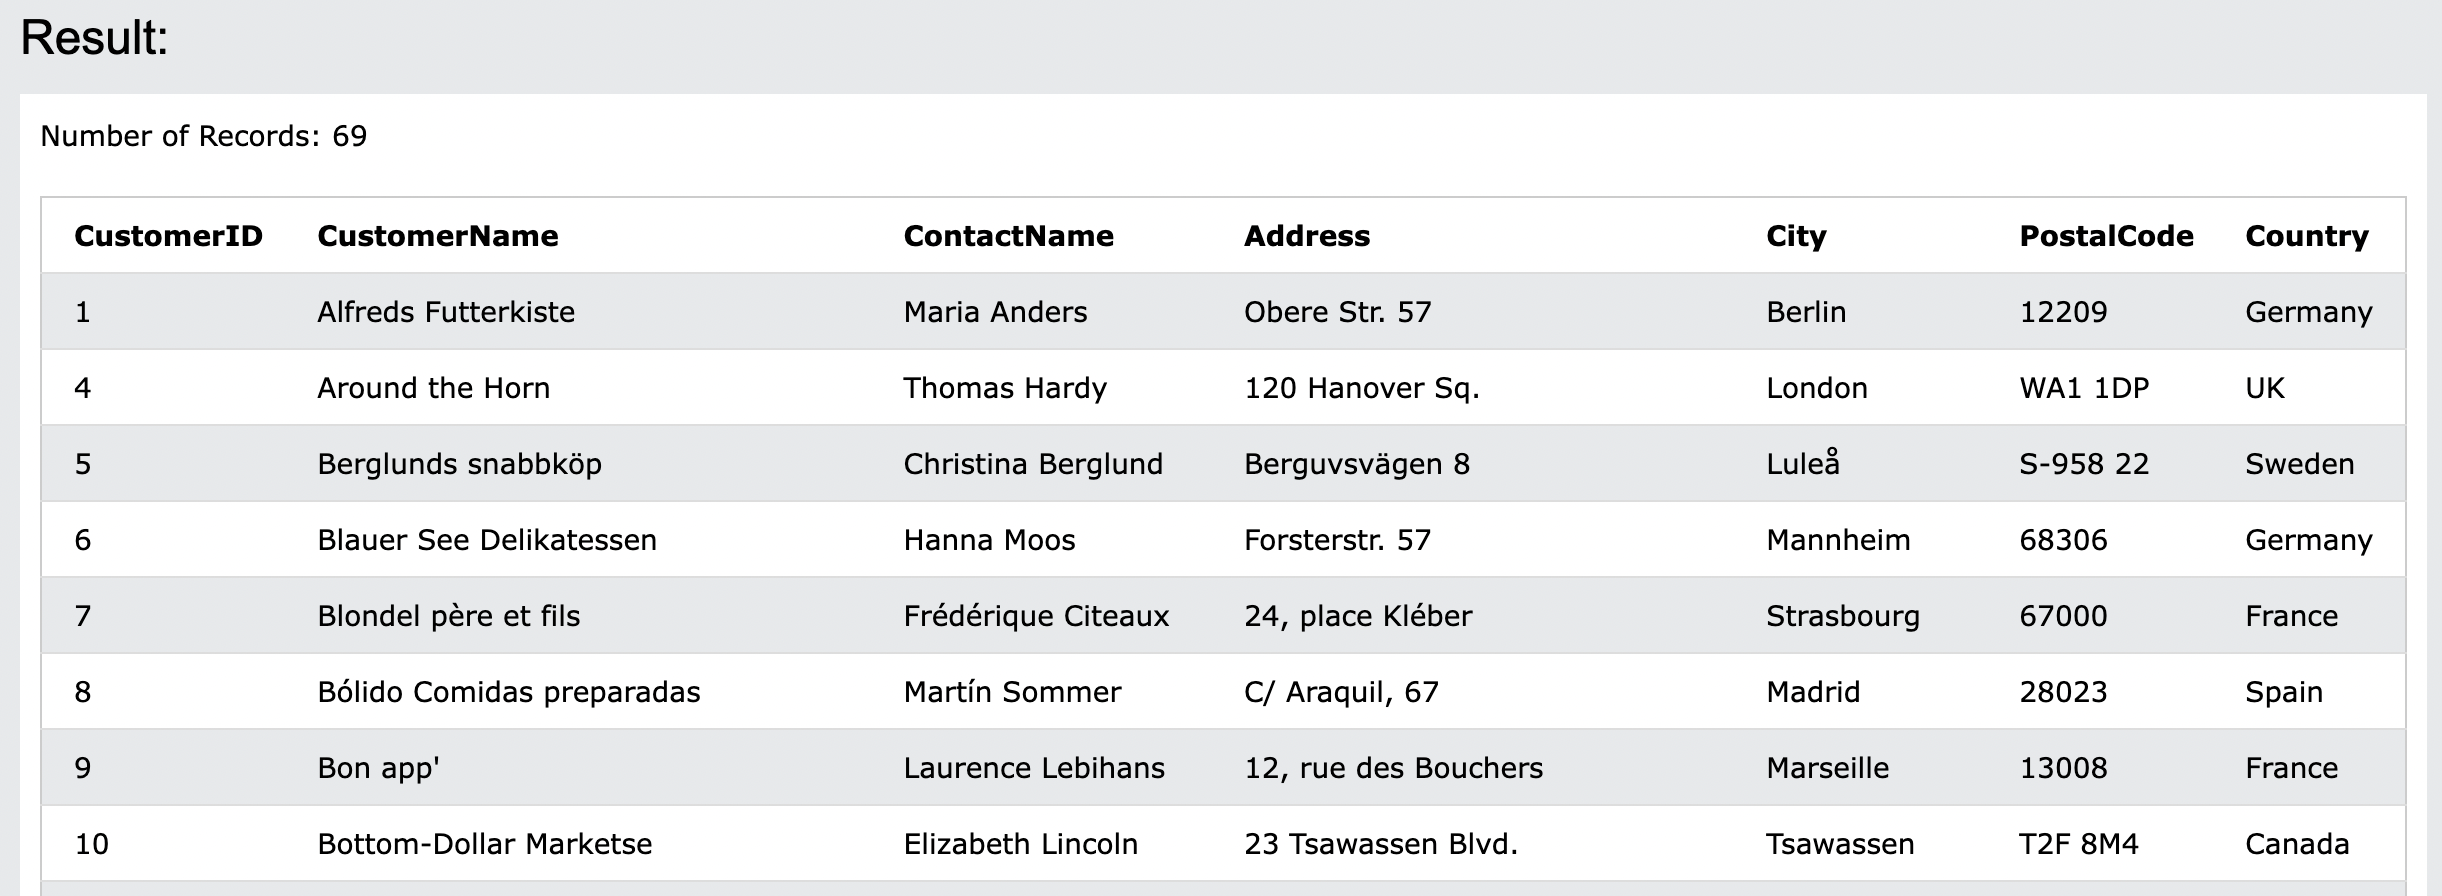 Result:
Number of Records: 69
CustomerID CustomerName ContactName Address City PostalCode Country
1 Alfreds Futterkiste Maria Anders Obere Str. 57 Berlin 12209 Germany
4 Around the Horn Thomas Hardy 120 Hanover Sq. London WA1 1DP UK
5 Berglunds snabbköp Christina Berglund Berguvsvägen 8 Luleå S-958 22 Sweden
6 Blauer See Delikatessen Hanna Moos Forsterstr. 57 Mannheim 68306 Germany
7 Blondel père et fils Frédérique Citeaux 24, place Kléber Strasbourg 67000 France
8 Bólido Comidas preparadas Martín Sommer C/ Araquil, 67 Madrid 28023 Spain
9 Bon app' Laurence Lebihans 12, rue des Bouchers Marseille 13008 France
10 Bottom-Dollar Marketse Elizabeth Lincoln 23 Tsawassen Blvd. Tsawassen T2F 8M4 Canada